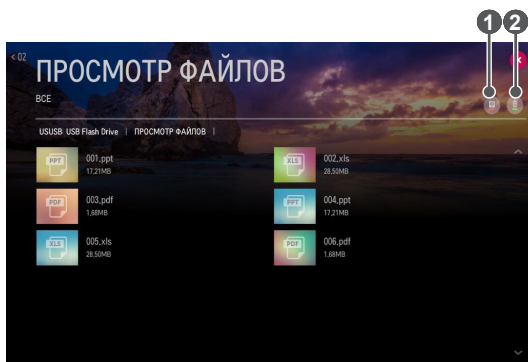 1 2
< 02
ПРОСМОТР ФАЙЛОВ
ВСЕ
USUSB USB Flash Drive | ПРОСМОТР ФАЙЛОВ |
PPT 001.ppt
17,21MB
XLS 002.xls
28,50MB
PDF 003.pdf
1,68MB
PPT 004.ppt
17,21MB
XLS 005.xls
28,50MB
PDF 006.pdf
1,68MB